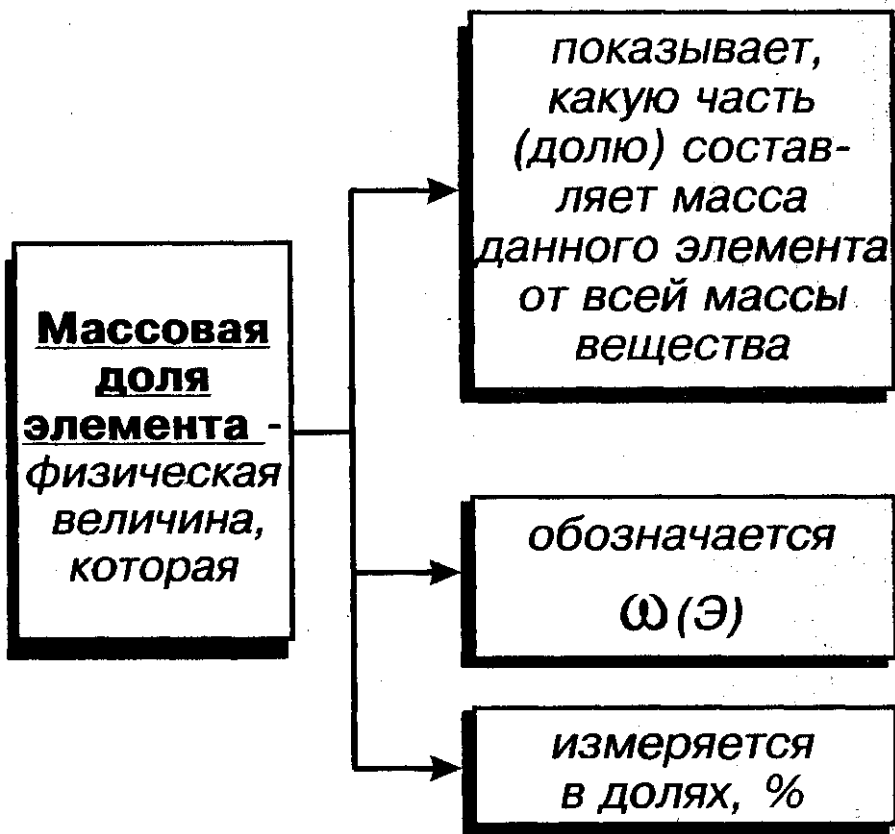 Массовая
доля
элемента -
физическая
величина,
которая
показывает,
какую часть
(долю) состав-
ляет масса
данного элемента
от всей массы
вещества
обозначается
ω (Э)
измеряется
в долях, %